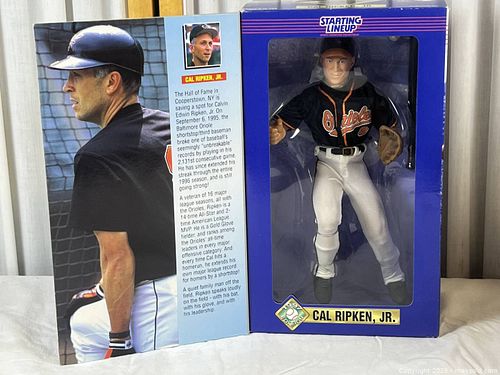 CAL RIPKEN, JR.
The Hall of Fame in
Cooperstown, NY is
saving a spot for Calvin
Edwin Ripken, Jr. On
September 6, 1995, the
Baltimore Oriole
shortstop/third baseman
broke one of baseball's
seemingly "unbreakable"
records by playing in his
2,131st consecutive game.
He has since extended his
streak through the entire
1996 season, and is still
going strong!
A veteran of 16 major
league seasons, all with
the Orioles, Ripken is a
14 time All-Star and 2-
time American League
MVP. He is a Gold Glove
fielder, and ranks among
the Orioles' all-time
leaders in every major
offensive category. And
every time Cal hits a
homerun, he extends his
own major league record
for homers by a shortstop!
A quiet family man off the
field, Ripken speaks loudly
on the field - with his bat,
with his glove, and with
his leadership.
STARTING
LINEUP
Orioles
CAL RIPKEN, JR.